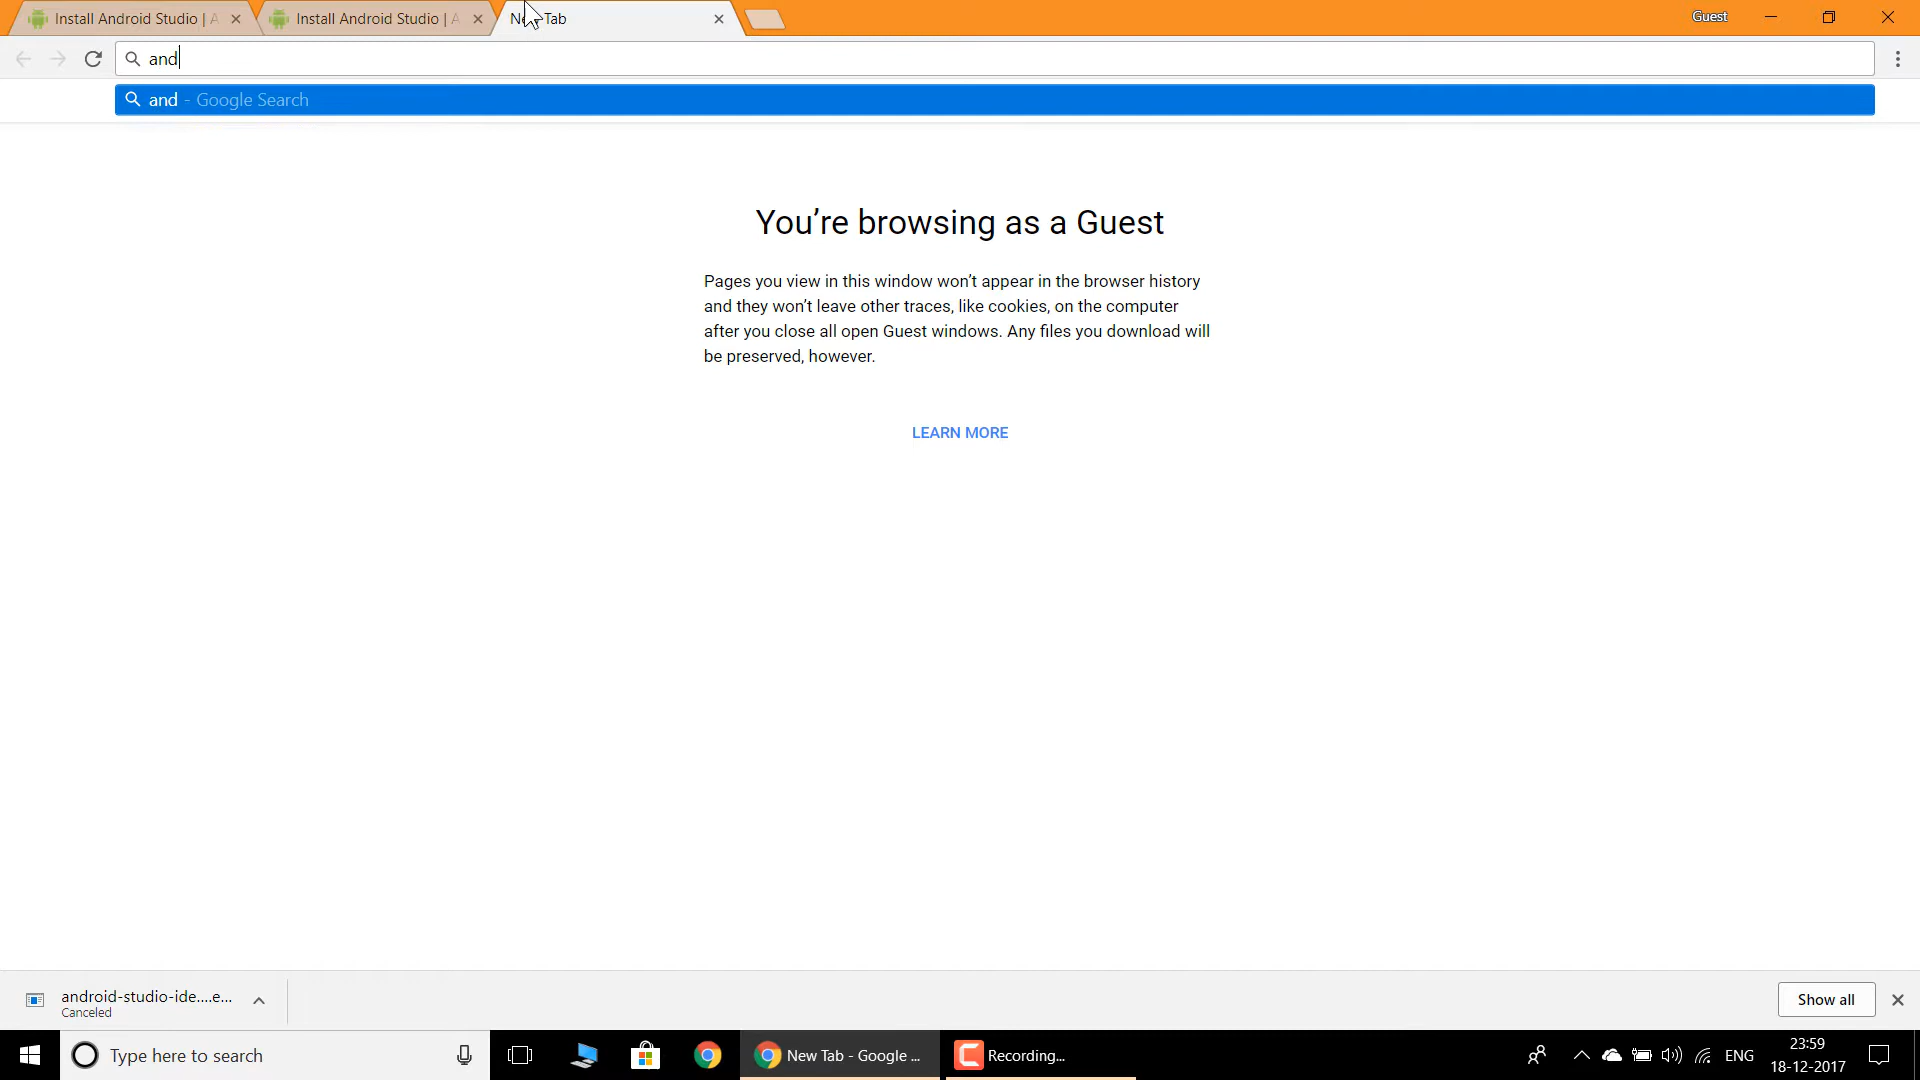 Install Android Studio | A
Install Android Studio | A
New Tab
Guest
and
and - Google Search
You're browsing as a Guest
Pages you view in this window won't appear in the browser history
and they won't leave other traces, like cookies, on the computer
after you close all open Guest windows. Any files you download will
be preserved, however.
LEARN MORE
android-studio-ide....e...
Canceled
Show all
Type here to search
New Tab - Google ...
Recording...
ENG
23:59
18-12-2017